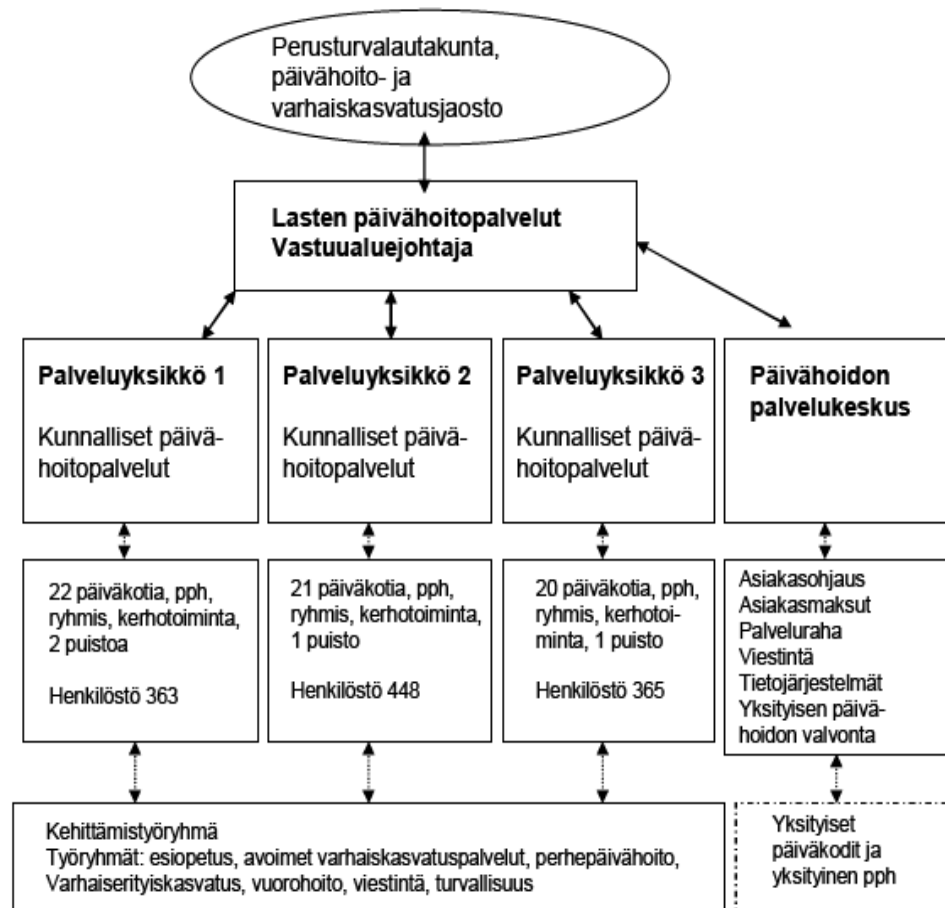 Perusturvalautakunta,
päivähoito- ja
varhaiskasvatusjaosto
Lasten päivähoitopalvelut
Vastuualuejohtaja
Palveluyksikkö 1
Kunnalliset päivä-
hoitopalvelut
Palveluyksikkö 2
Kunnalliset päivä-
hoitopalvelut
Palveluyksikkö 3
Kunnalliset päivä-
hoitopalvelut
Päivähoidon
palvelukeskus
22 päiväkotia, pph,
ryhmis, kerhotoiminta,
2 puistoa
Henkilöstö 363
21 päiväkotia, pph,
ryhmis, kerhotoiminta,
1 puisto
Henkilöstö 448
20 päiväkotia, pph,
ryhmis, kerhotoi-
minta, 1 puisto
Henkilöstö 365
Asiakasohjaus
Asiakasmaksut
Palveluraha
Viestintä
Tietojärjestelmät
Yksityisen päivä-
hoidon valvonta
Kehittämistyöryhmä
Työryhmät: esiopetus, avoimet varhaiskasvatuspalvelut, perhepäivähoito,
Varhaiserityiskasvatus, vuorohoito, viestintä, turvallisuus
Yksityiset
päiväkodit ja
yksityinen pph